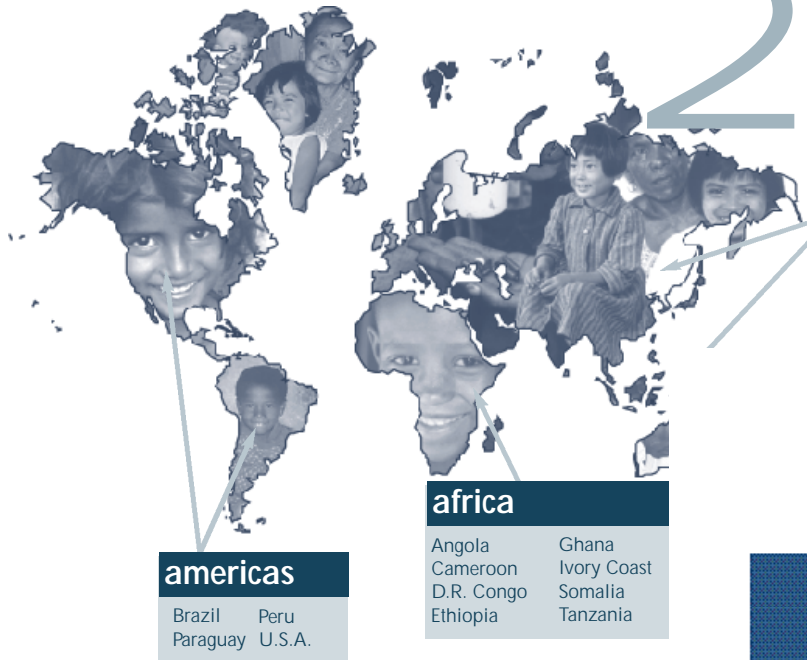 2
africa
Angola Ghana
Cameroon Ivory Coast
D.R. Congo Somalia
Ethiopia Tanzania
americas
Brazil Peru
Paraguay U.S.A.